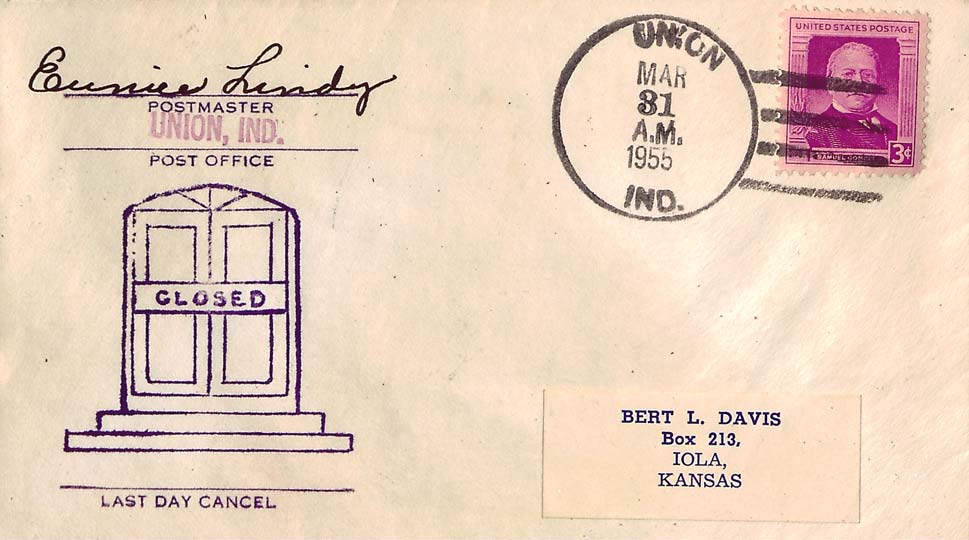 Eunice Lindy
POSTMASTER
UNION, IND.
POST OFFICE
CLOSED
LAST DAY CANCEL
UNION
MAR
31
A.M.
1955
IND.
UNITED STATES POSTAGE
SAMUEL
3¢
BERT L. DAVIS
Box 213,
IOLA,
KANSAS